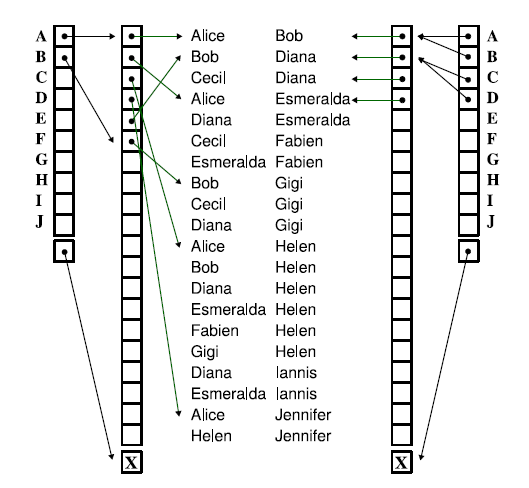 A Alice Bob A
B Bob Diana B
C Cecil Diana C
D Alice Esmeralda D
E Diana Esmeralda
F Cecil Fabien
G Esmeralda Fabien G
H Bob Gigi H
I Cecil Gigi I
J Diana Gigi J
Alice Helen
Bob Helen
Diana Helen
Esmeralda Helen
Fabien Helen
Gigi Helen
Diana Iannis
Esmeralda Iannis
Alice Jennifer
Helen Jennifer
X X